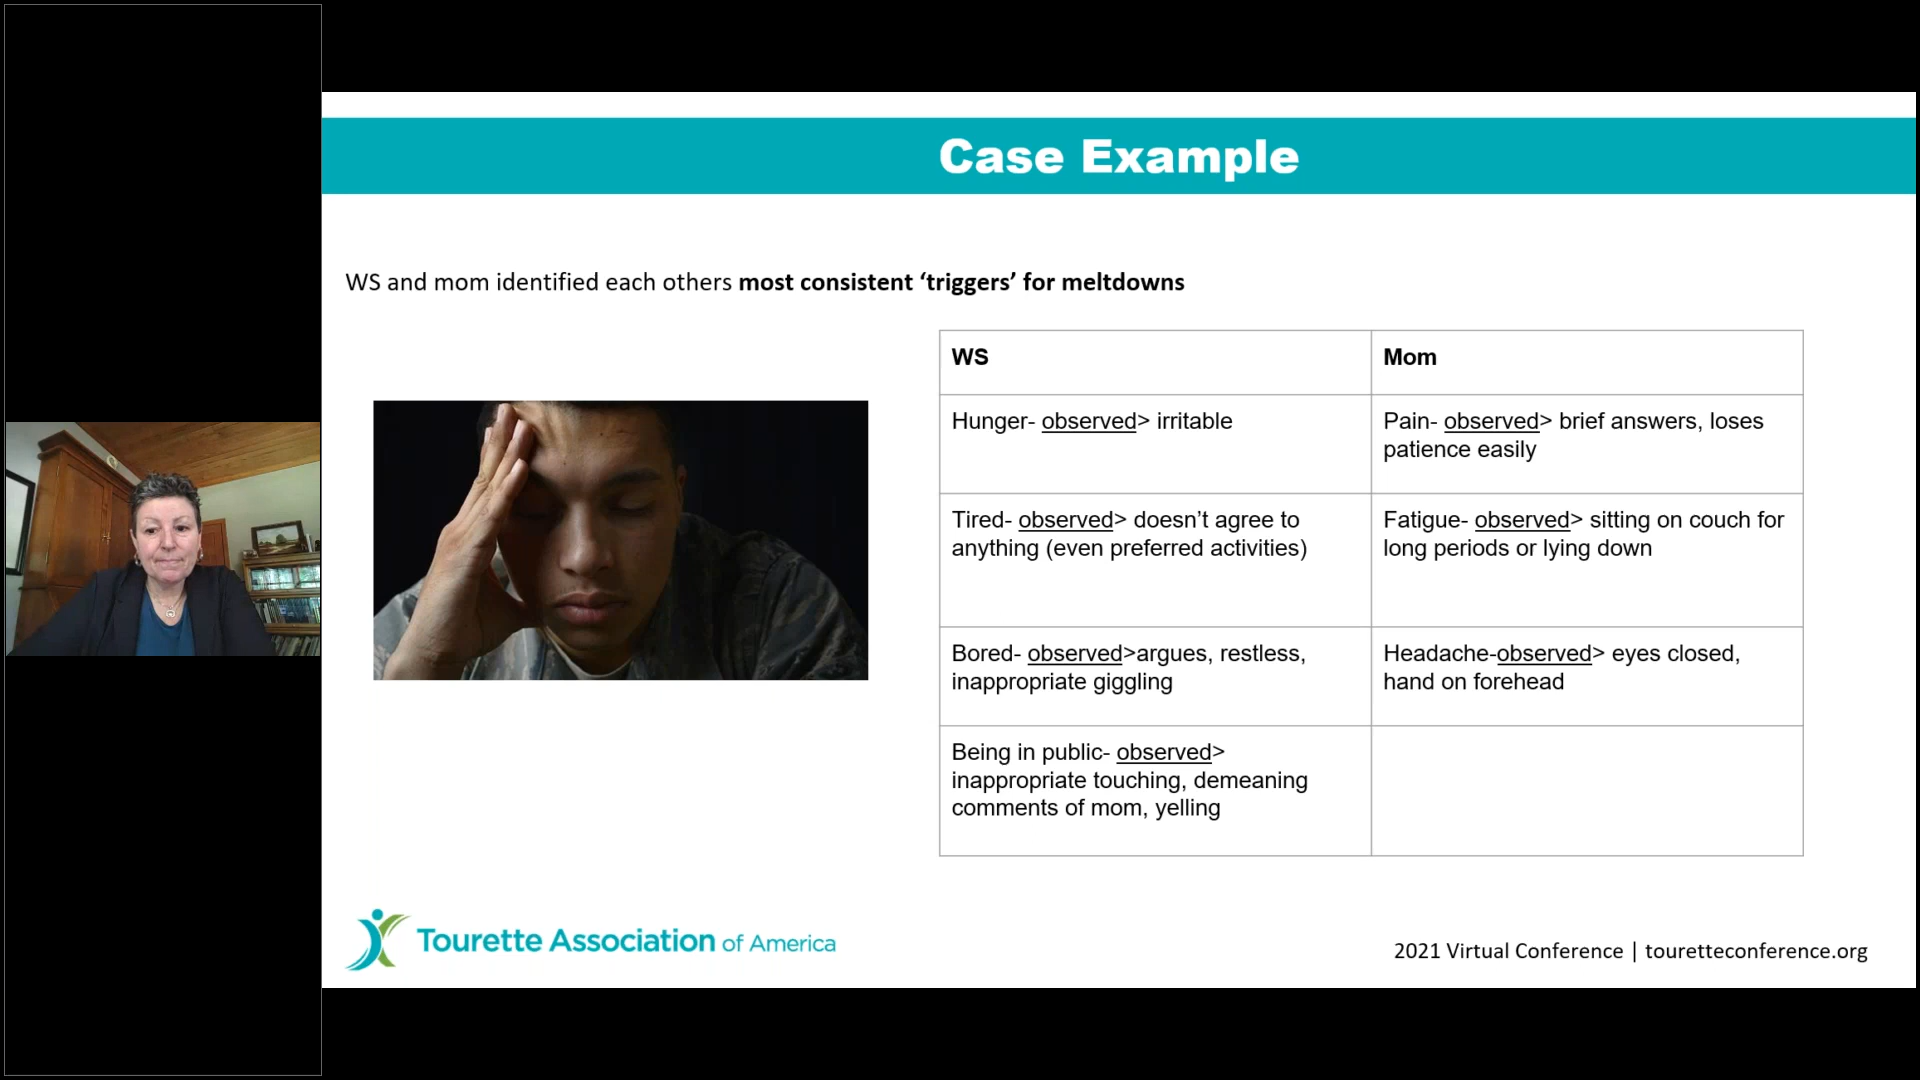 Case Example
WS and mom identified each others most consistent ‘triggers’ for meltdowns
WS
Mom
Hunger- observed> irritable
Pain- observed> brief answers, loses
patience easily
Tired- observed> doesn’t agree to
anything (even preferred activities)
Fatigue- observed> sitting on couch for
long periods or lying down
Bored- observed>argues, restless,
inappropriate giggling
Headache-observed> eyes closed,
hand on forehead
Being in public- observed>
inappropriate touching, demeaning
comments of mom, yelling
Tourette Association of America
2021 Virtual Conference | touretteconference.org